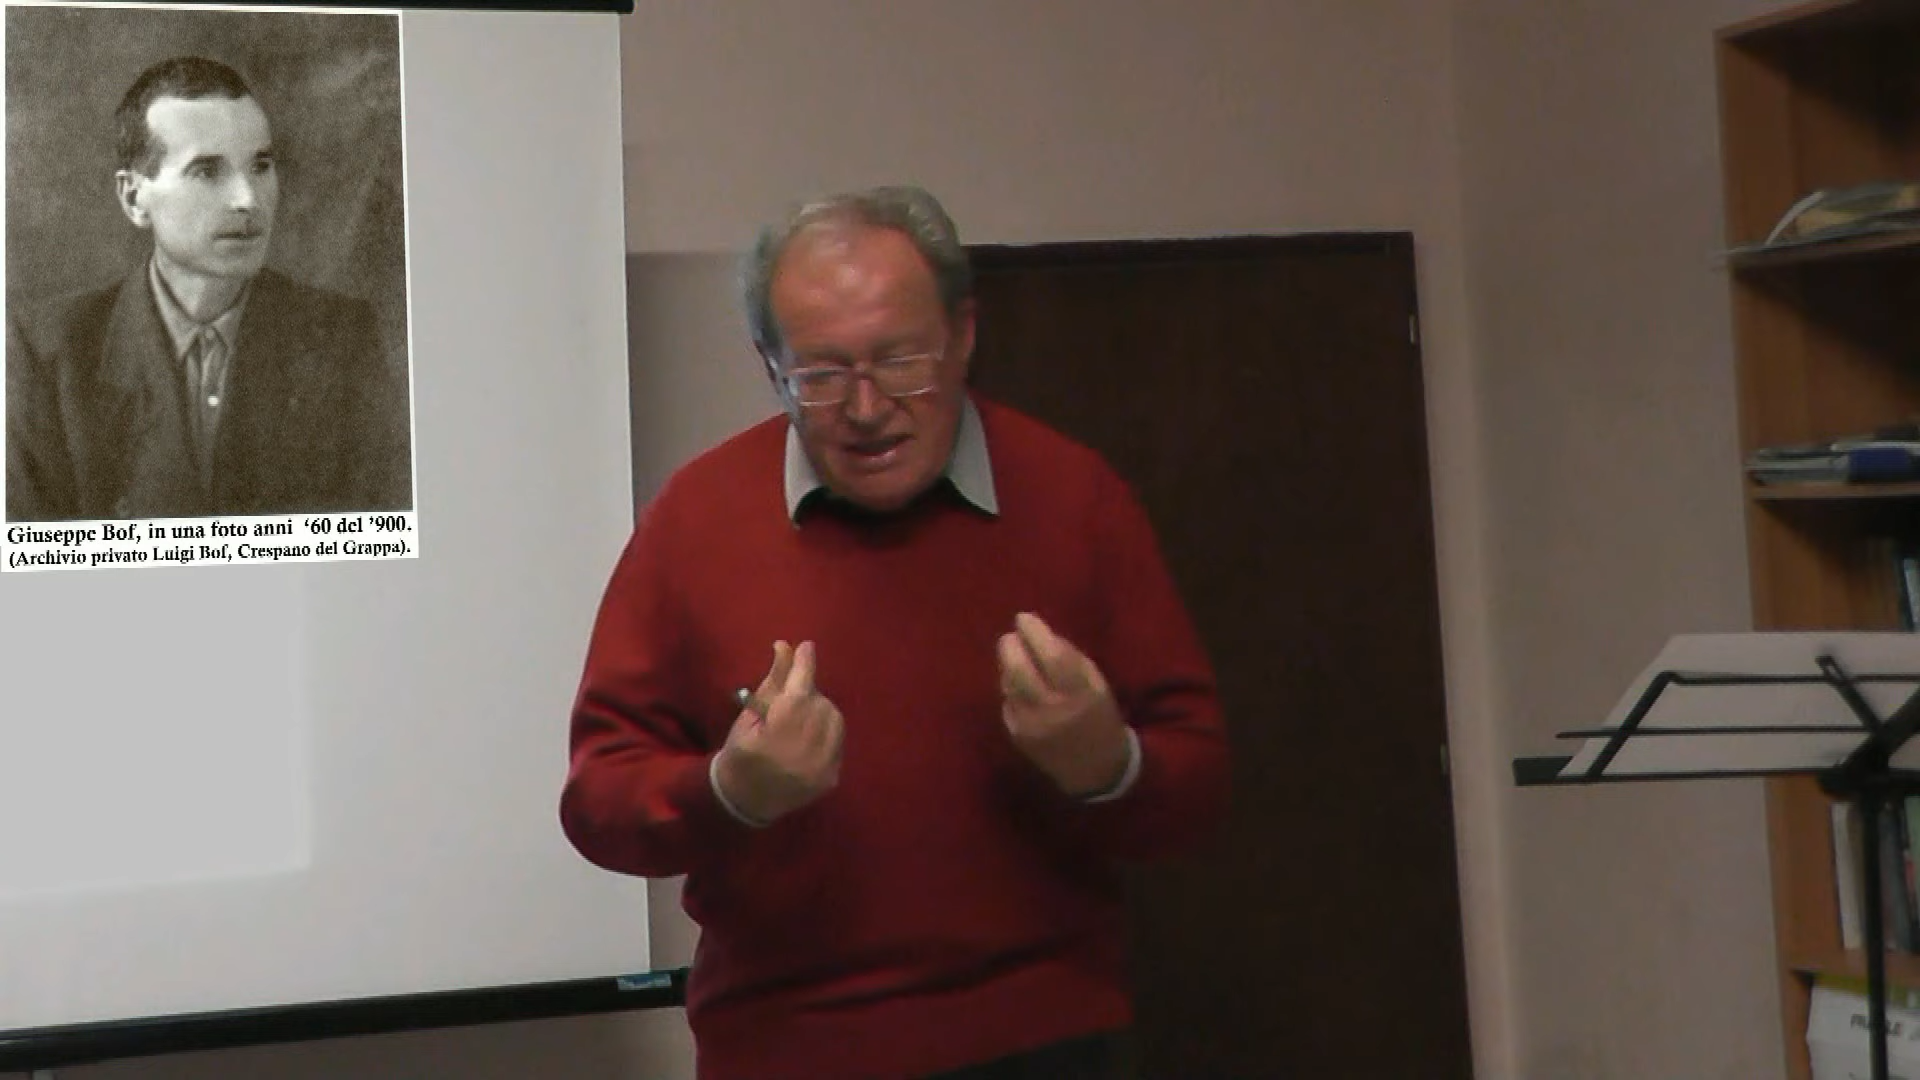 Giuseppe Bof, in una foto anni '60 del '900.
(Archivio privato Luigi Bof, Crespano del Grappa).